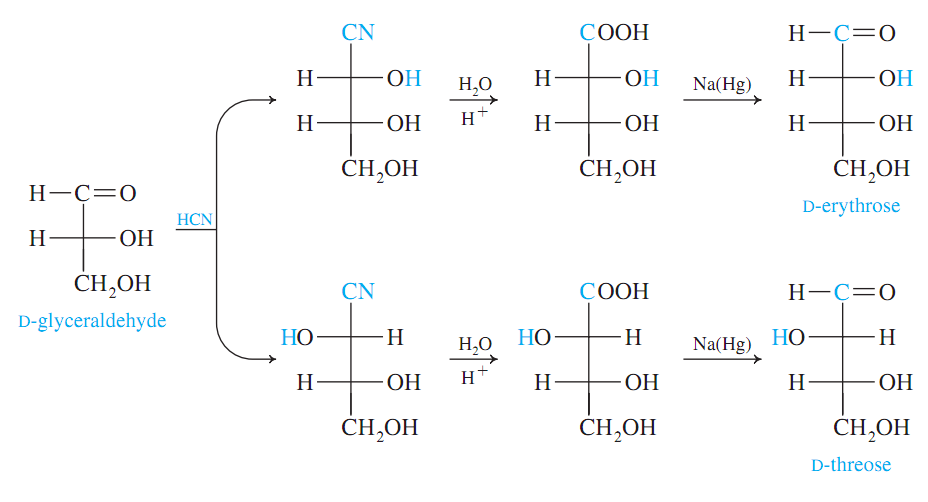 CN COOH H—C=O
H OH H₂O H OH Na(Hg) H OH
H OH H⁺ H OH H OH
CH₂OH CH₂OH CH₂OH
H—C=O
D-erythrose
HCN
H OH
CH₂OH
CN COOH H—C=O
D-glyceraldehyde
HO H H₂O HO H Na(Hg) HO H
H OH H⁺ H OH H OH
CH₂OH CH₂OH CH₂OH
D-threose